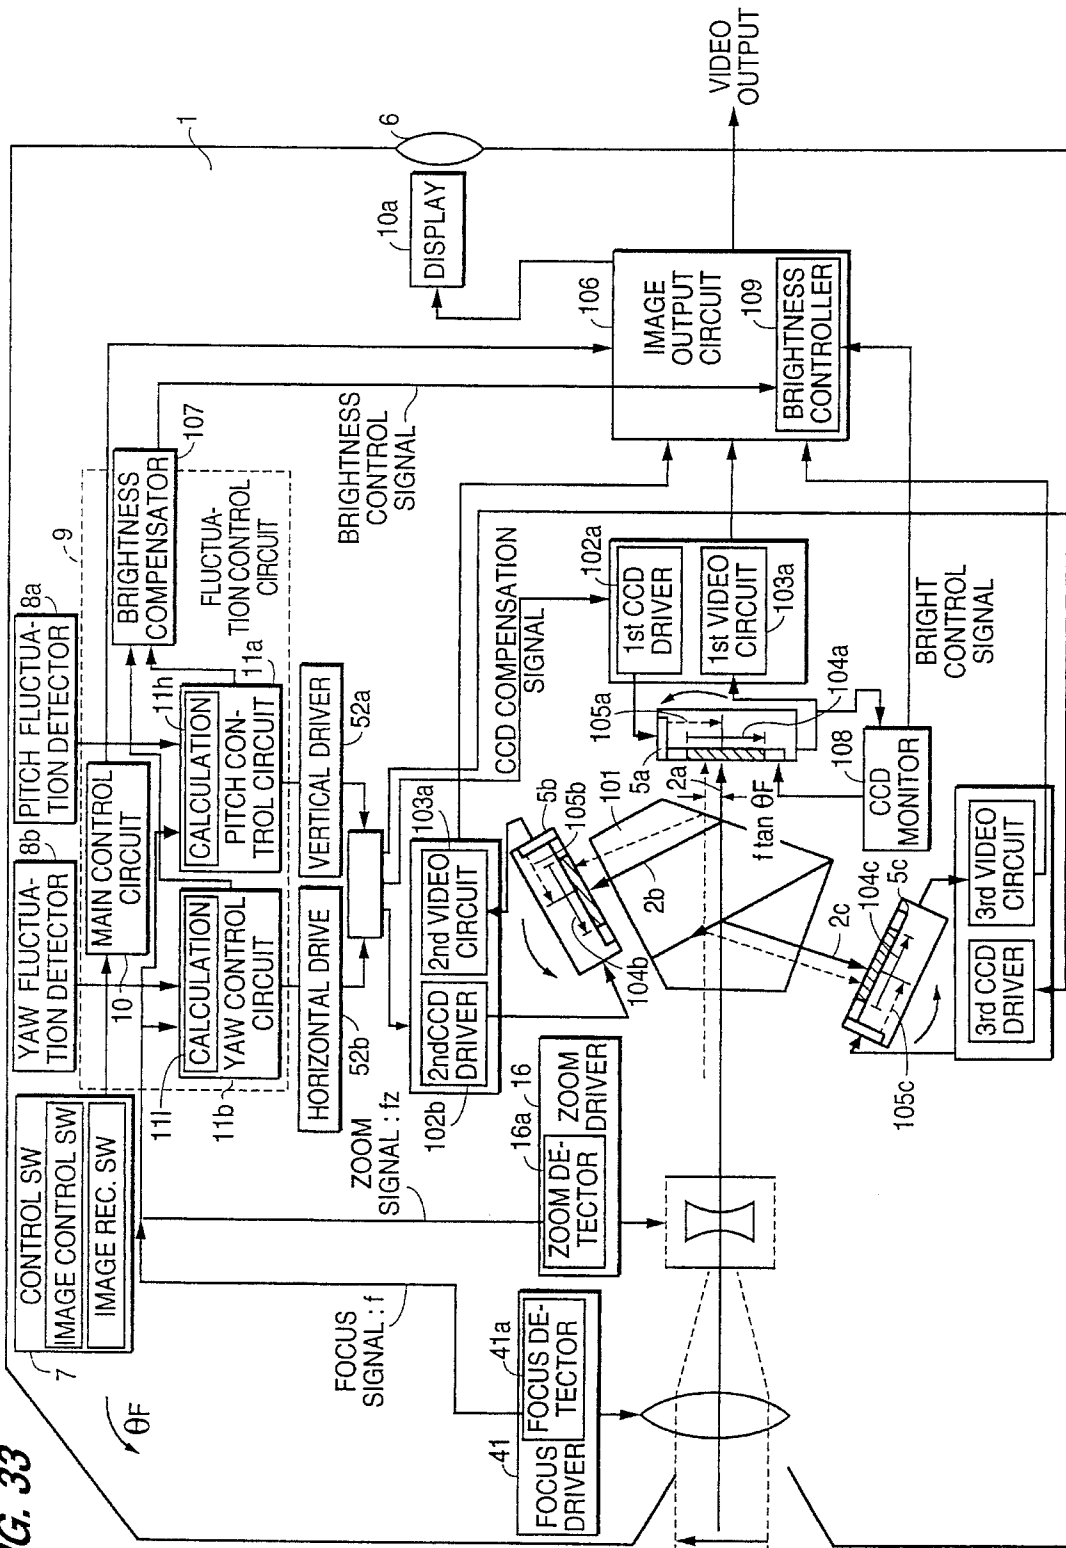 FIG. 33
θF
7
CONTROL SW
IMAGE CONTROL SW
IMAGE REC. SW
8b
YAW FLUCTUA-
TION DETECTOR
8a
PITCH FLUCTUA-
TION DETECTOR
10
MAIN CONTROL
CIRCUIT
9
FLUCTUA-
TION CONTROL
CIRCUIT
11l
CALCULATION
YAW CONTROL
CIRCUIT
11b
11h
CALCULATION
PITCH CON-
TROL CIRCUIT
11a
BRIGHTNESS
COMPENSATOR
107
HORIZONTAL DRIVE
52b
VERTICAL DRIVER
52a
BRIGHTNESS
CONTROL
SIGNAL
1
6
10a
DISPLAY
106
IMAGE
OUTPUT
CIRCUIT
109
BRIGHTNESS
CONTROLLER
VIDEO
OUTPUT
FOCUS
SIGNAL : f
ZOOM
SIGNAL : fz
41
FOCUS
DRIVER
41a
FOCUS DE-
TECTOR
16a
ZOOM DE-
TECTOR
16
ZOOM
DRIVER
102b
2ndCCD
DRIVER
103a
2nd VIDEO
CIRCUIT
CCD COMPENSATION
SIGNAL
102a
1st CCD
DRIVER
1st VIDEO
CIRCUIT
103a
5b
105b
104b
101
2b
2a
f tan θF
5a
105a
104a
108
CCD
MONITOR
BRIGHT
CONTROL
SIGNAL
2c
104c
5c
105c
3rd CCD
DRIVER
3rd VIDEO
CIRCUIT